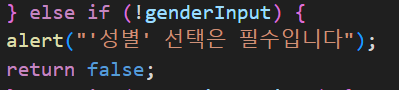 } else if (!genderInput) {
alert("'성별' 선택은 필수입니다");
return false;